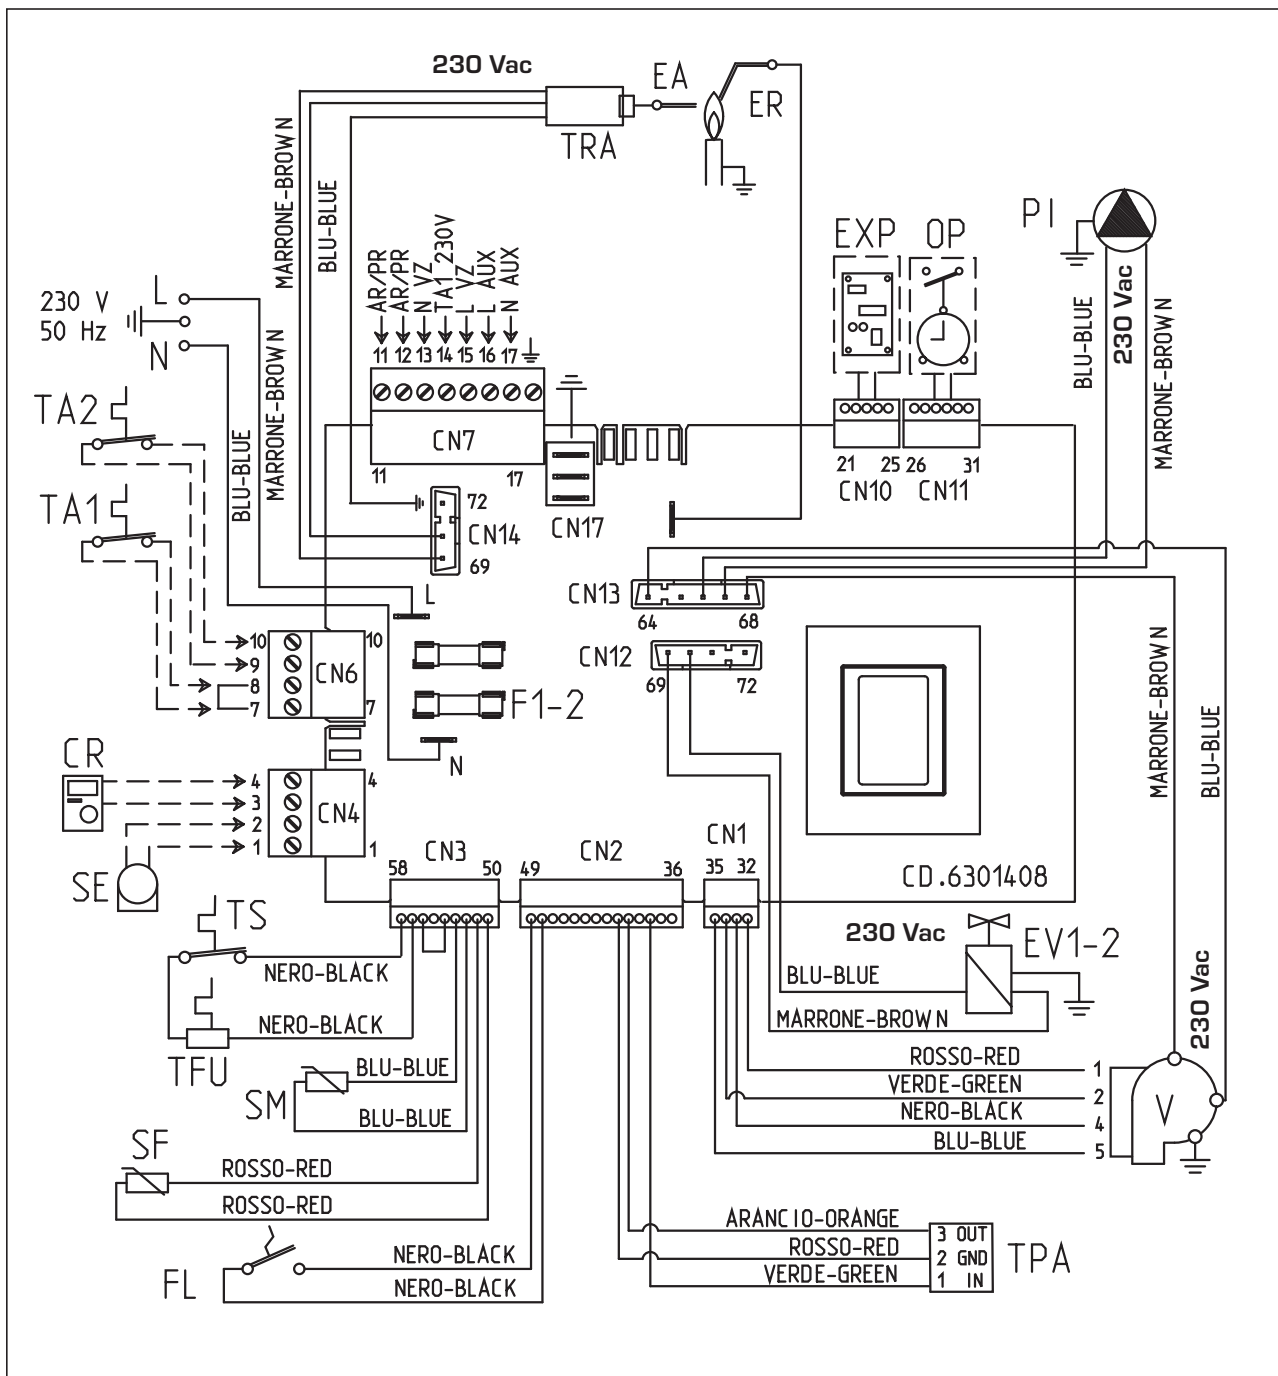 230 Vac
EA
ER
TRA
MARRONE-BROWN
BLU-BLUE
PI
EXP
OP
AR/PR
AR/PR
N VZ
TA1 230V
L VZ
L AUX
N AUX
11
12
13
14
15
16
17
230 V
50 Hz
L
N
BLU-BLUE
230 Vac
MARRONE-BROWN
TA2
BLU-BLUE
MARRONE-BROWN
CN7
11
17
21
25
26
31
CN10
CN11
TA1
72
CN14
69
CN17
L
CN13
64
68
CN12
69
72
10
9
8
7
CN6
10
7
F1-2
N
MARRONE-BROWN
BLU-BLUE
CR
4
3
2
1
CN4
4
1
SE
58
CN3
50
49
CN2
36
CN1
35
32
CD.6301408
TS
NERO-BLACK
230 Vac
EV1-2
BLU-BLUE
NERO-BLACK
MARRONE-BROWN
230 Vac
TFU
BLU-BLUE
SM
BLU-BLUE
ROSSO-RED
1
VERDE-GREEN
2
NERO-BLACK
4
BLU-BLUE
5
V
SF
ROSSO-RED
ROSSO-RED
ARANCIO-ORANGE
3 OUT
ROSSO-RED
2 GND
VERDE-GREEN
1 IN
TPA
FL
NERO-BLACK
NERO-BLACK